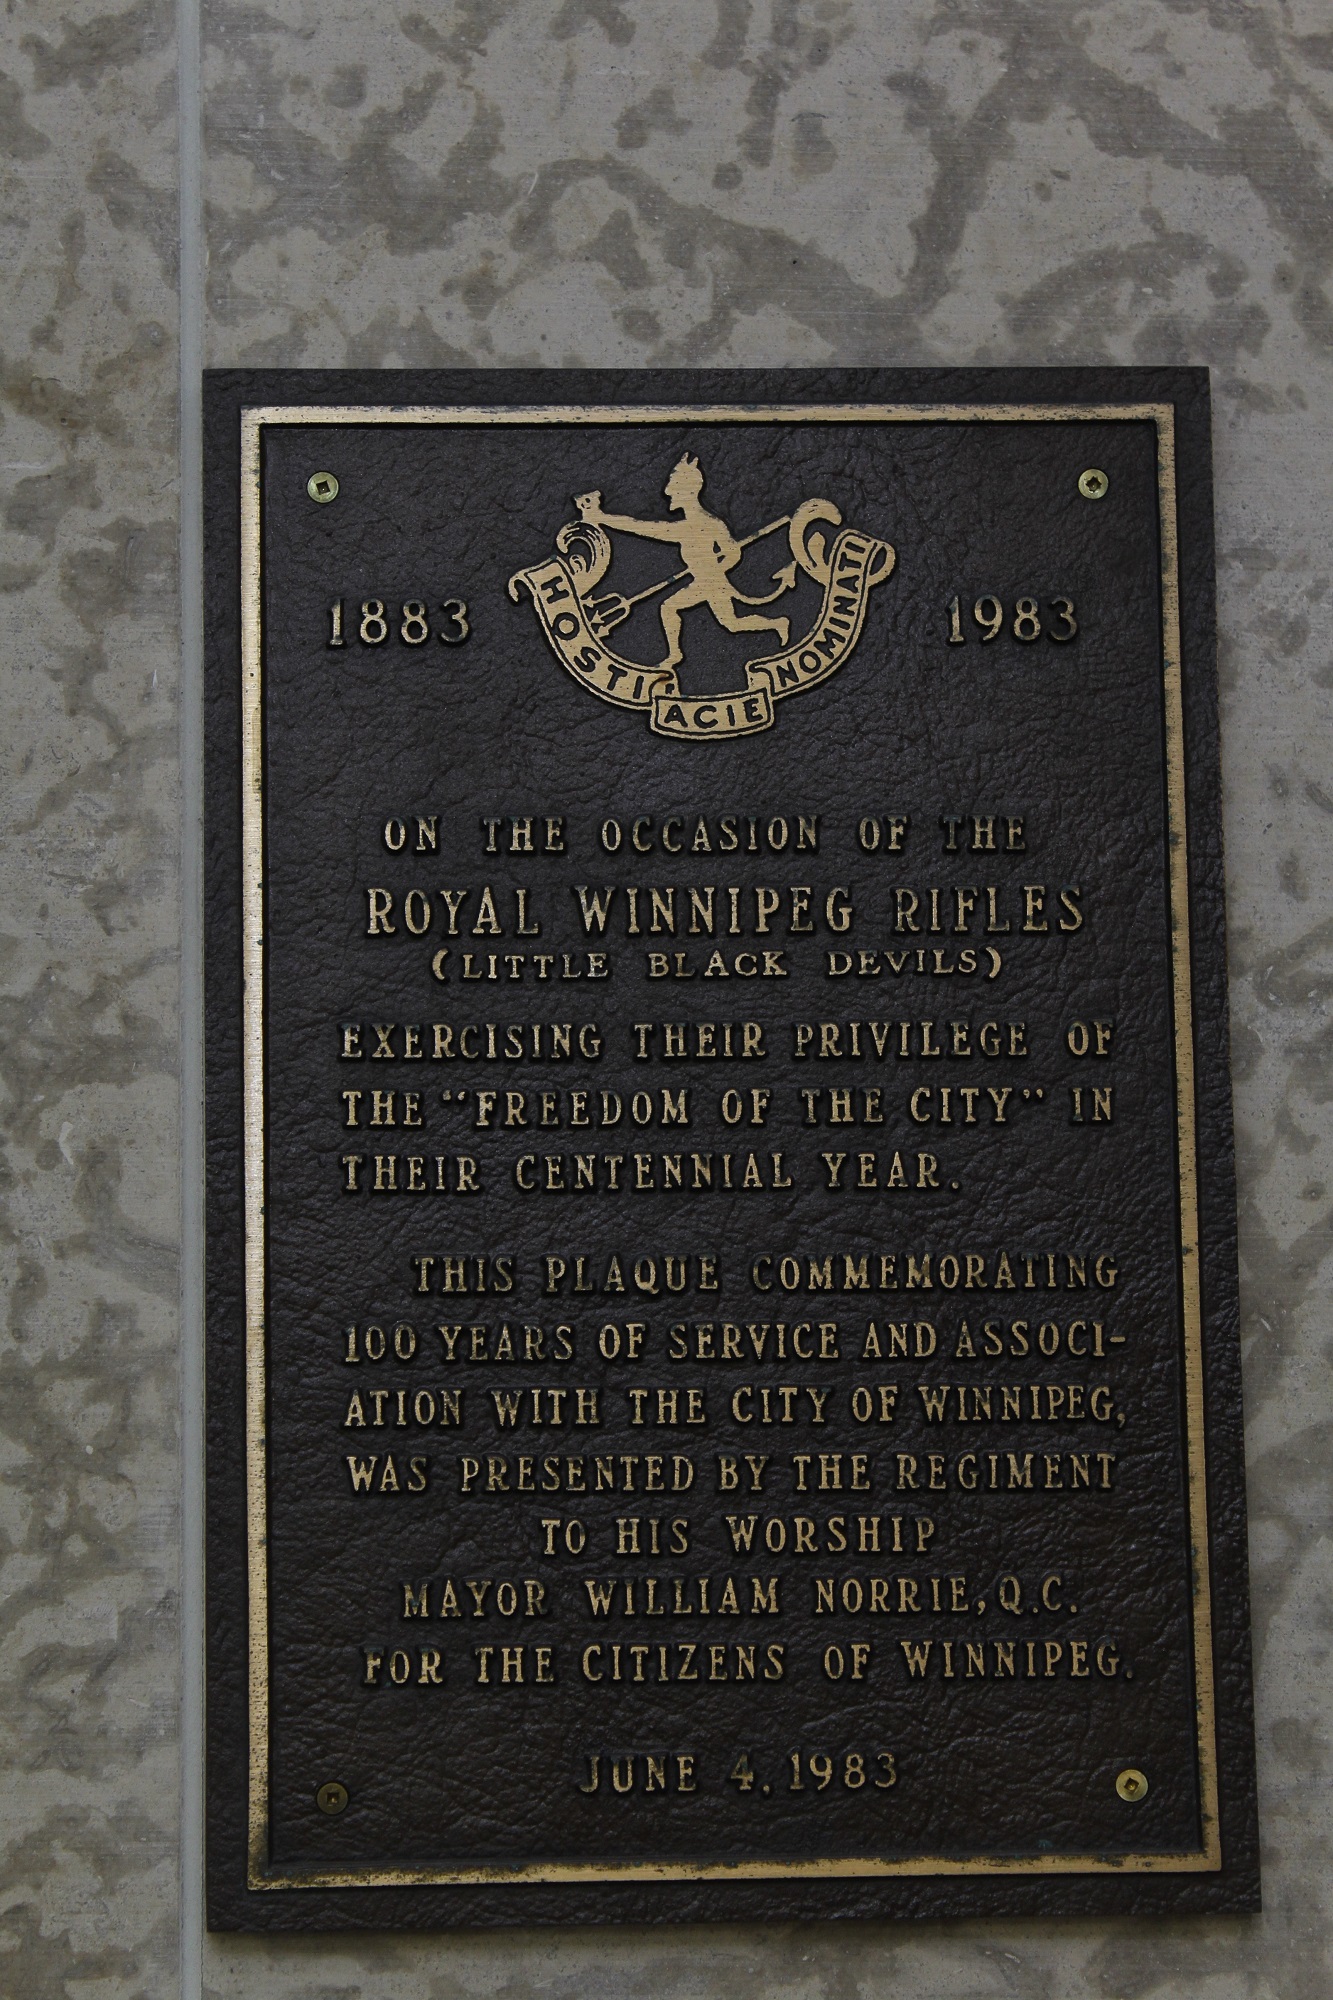 1883
1983
HOSTI
ACIE
NOMINATI
ON THE OCCASION OF THE
ROYAL WINNIPEG RIFLES
(LITTLE BLACK DEVILS)
EXERCISING THEIR PRIVILEGE OF
THE "FREEDOM OF THE CITY" IN
THEIR CENTENNIAL YEAR.
THIS PLAQUE COMMEMORATING
100 YEARS OF SERVICE AND ASSOCI-
ATION WITH THE CITY OF WINNIPEG,
WAS PRESENTED BY THE REGIMENT
TO HIS WORSHIP
MAYOR WILLIAM NORRIE, Q.C.
FOR THE CITIZENS OF WINNIPEG.
JUNE 4, 1983